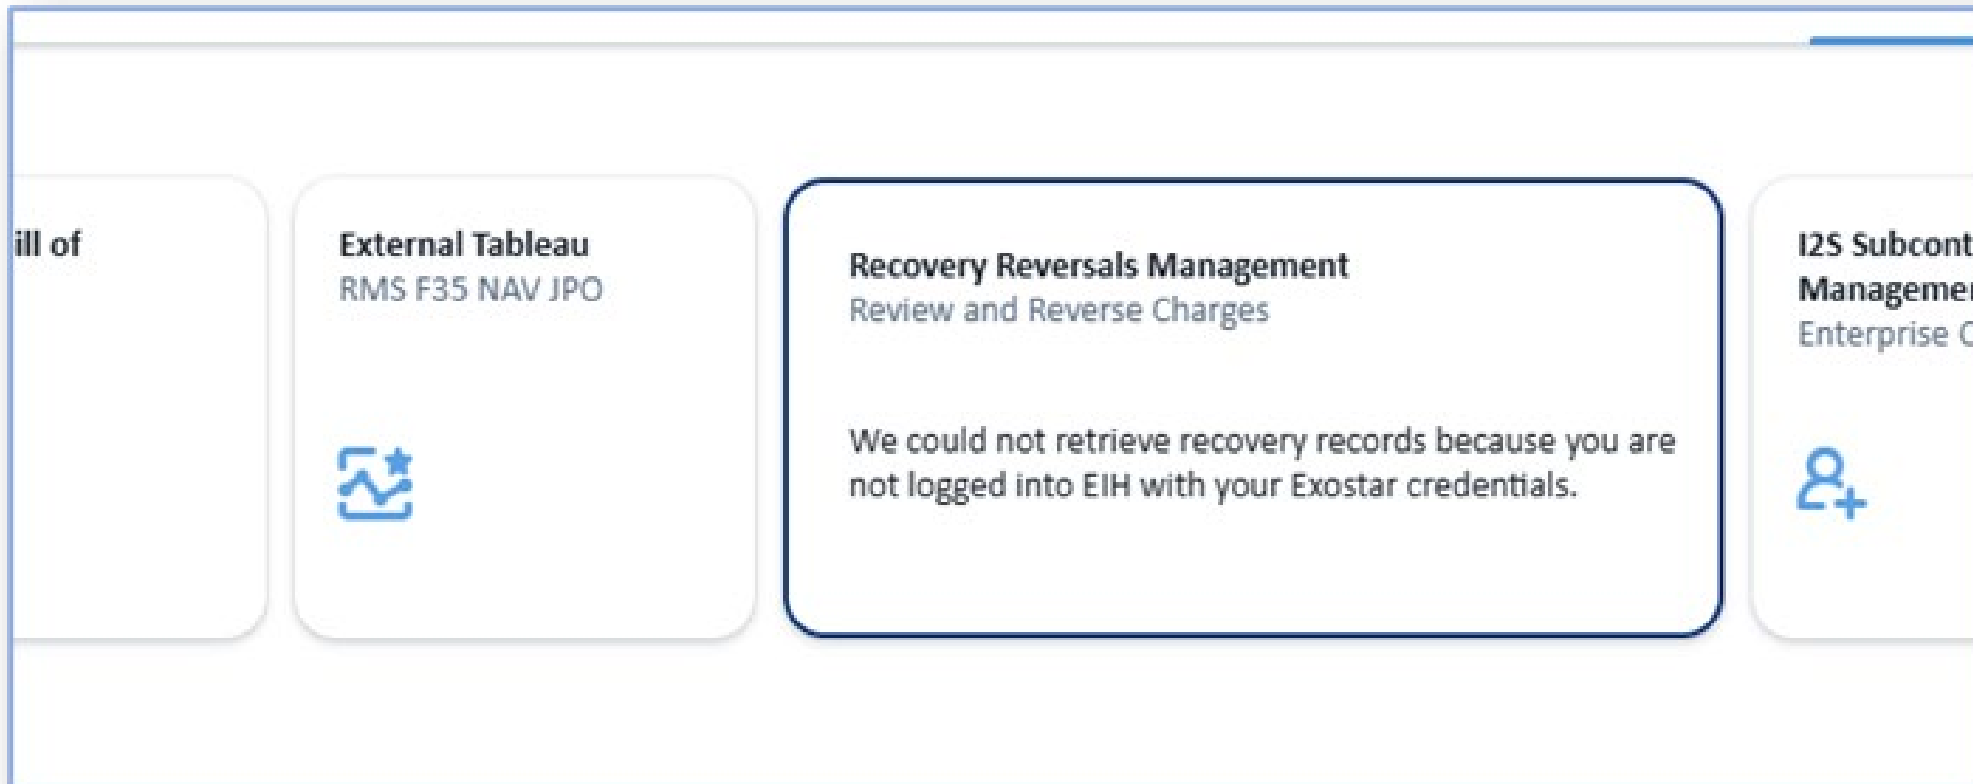 ill of
External Tableau
RMS F35 NAV JPO
Recovery Reversals Management
Review and Reverse Charges
We could not retrieve recovery records because you are
not logged into EIH with your Exostar credentials.
I2S Subcont
Managemen
Enterprise C